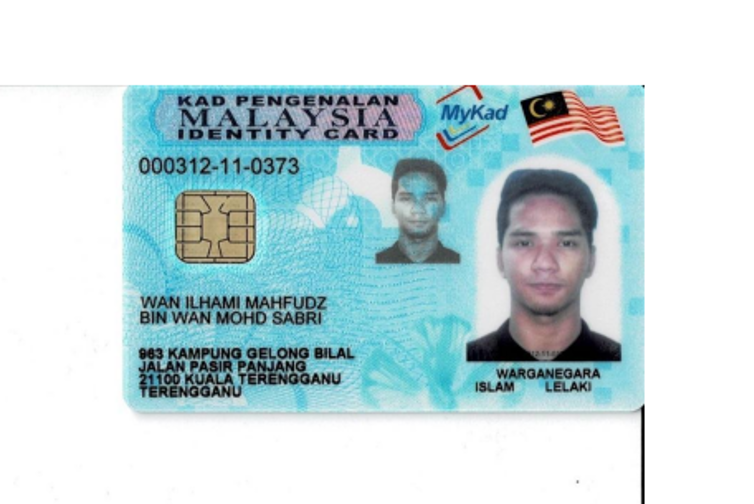 KAD PENGENALAN
MALAYSIA
IDENTITY CARD
MyKad
000312-11-0373
WAN ILHAMI MAHFUDZ
BIN WAN MOHD SABRI
963 KAMPUNG GELONG BILAL
JALAN PASIR PANJANG
21100 KUALA TERENGGANU
TERENGGANU
WARGANEGARA
ISLAM LELAKI